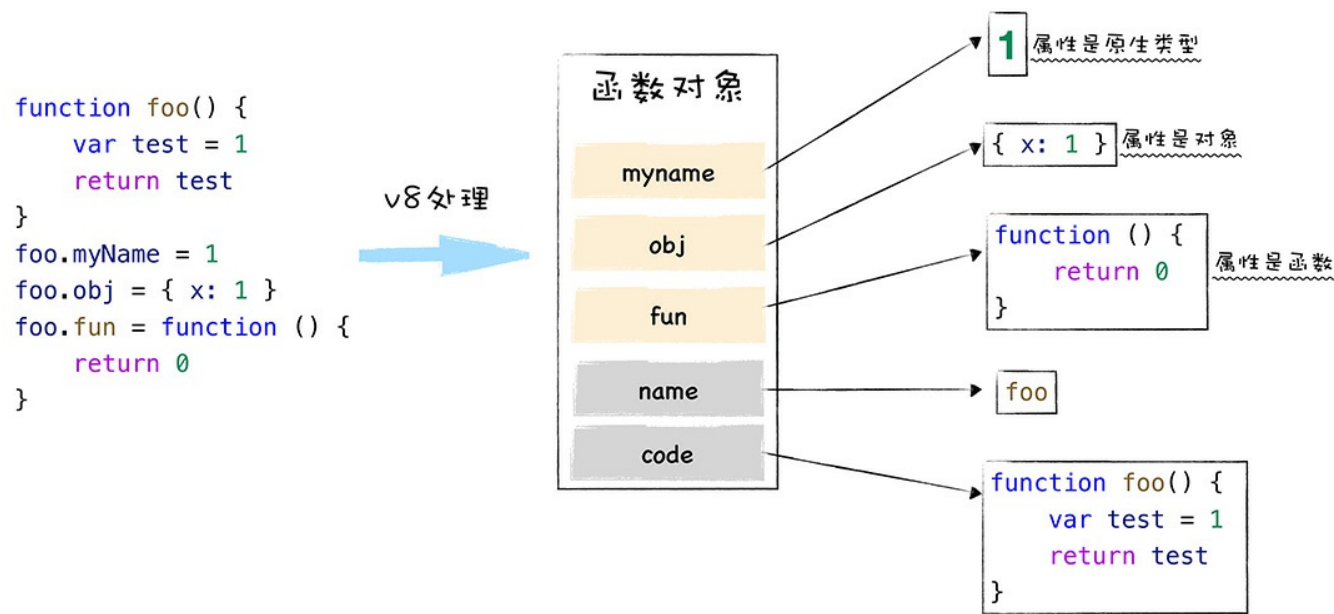 function foo() {
    var test = 1
    return test
}
foo.myName = 1
foo.obj = { x: 1 }
foo.fun = function () {
    return 0
}
v8处理
函数对象
myname
obj
fun
name
code
1 属性是原生类型
{ x: 1 } 属性是对象
function () {
    return 0
}
属性是函数
foo
function foo() {
    var test = 1
    return test
}